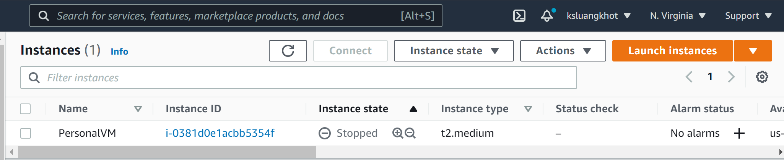 Search for services, features, marketplace products, and docs [Alt+S] ksluangkhot N. Virginia Support
Instances (1) Info Connect Instance state Actions Launch instances
Filter instances 1
Name Instance ID Instance state Instance type Status check Alarm status Ava
PersonalVM i-0381d0e1acbb5354f Stopped t2.medium – No alarms + us-